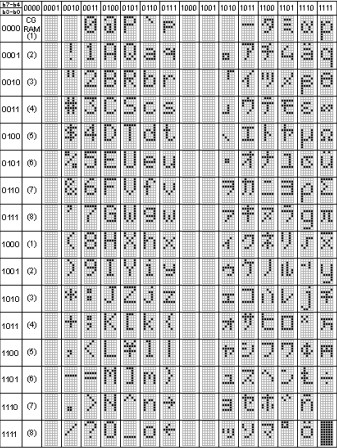 b7-b4 0000 0001 0010 0011 0100 0101 0110 0111 1000 1001 1010 1011 1100 1101 1110 1111
b3-b0
0000 CG RAM (1) 0 @ P ` p ー タ ミ α p
0001 (2) ! 1 A Q a q 。 ア チ ム ä q
0010 (3) " 2 B R b r 「 イ ツ メ β θ
0011 (4) # 3 C S c s 」 ウ テ モ ε ∞
0100 (5) $ 4 D T d t 、 エ ト ヤ μ Ω
0101 (6) % 5 E U e u ・ オ ナ ユ σ ü
0110 (7) & 6 F V f v ヲ カ ニ ヨ ρ Σ
0111 (8) ' 7 G W g w ァ キ ヌ ラ g π
1000 (1) ( 8 H X h x ィ ク ネ リ √ x̄
1001 (2) ) 9 I Y i y ゥ ケ ノ ル ⁻¹ y
1010 (3) * : J Z j z ェ コ ハ レ j 千
1011 (4) + ; K [ k { ォ サ ヒ ロ ˣ 万
1100 (5) , < L ¥ l | ャ シ フ ワ ¢ 円
1101 (6) - = M ] m } ュ ス ヘ ン £ ÷
1110 (7) . > N ^ n → ョ セ ホ ゛ ñ
1111 (8) / ? O _ o ← ッ ソ マ ゜ ö █